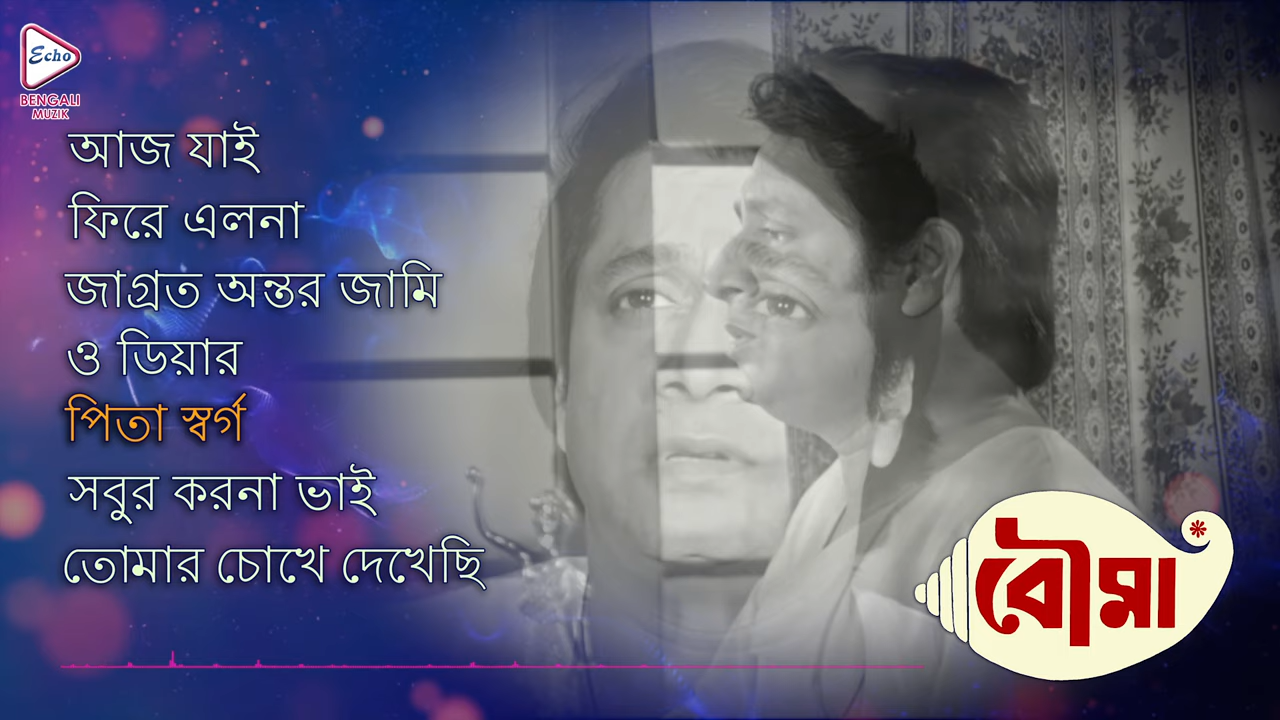 Echo
BENGALI
MUZIK
আজ যাই
ফিরে এলনা
জাগ্রত অন্তর জামি
ও ডিয়ার
পিতা স্বর্গ
সবুর করনা ভাই
তোমার চোখে দেখেছি
বৌমা